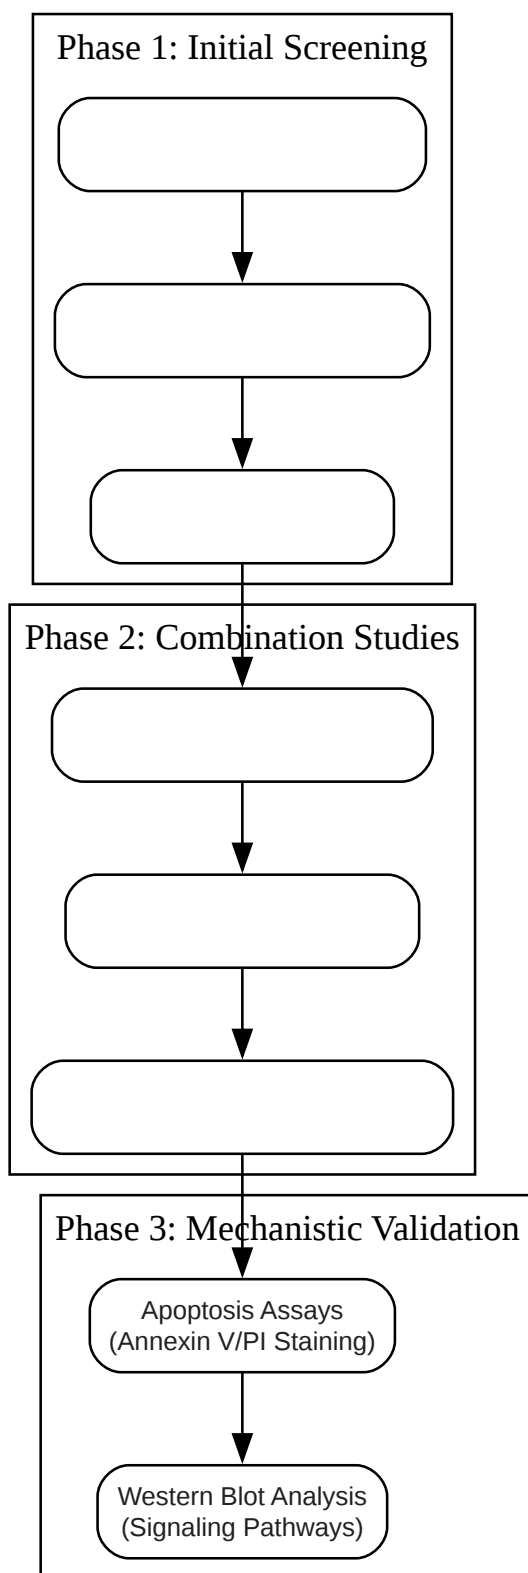 Phase 1: Initial Screening
Phase 2: Combination Studies
Phase 3: Mechanistic Validation
Apoptosis Assays
(Annexin V/PI Staining)
Western Blot Analysis
(Signaling Pathways)